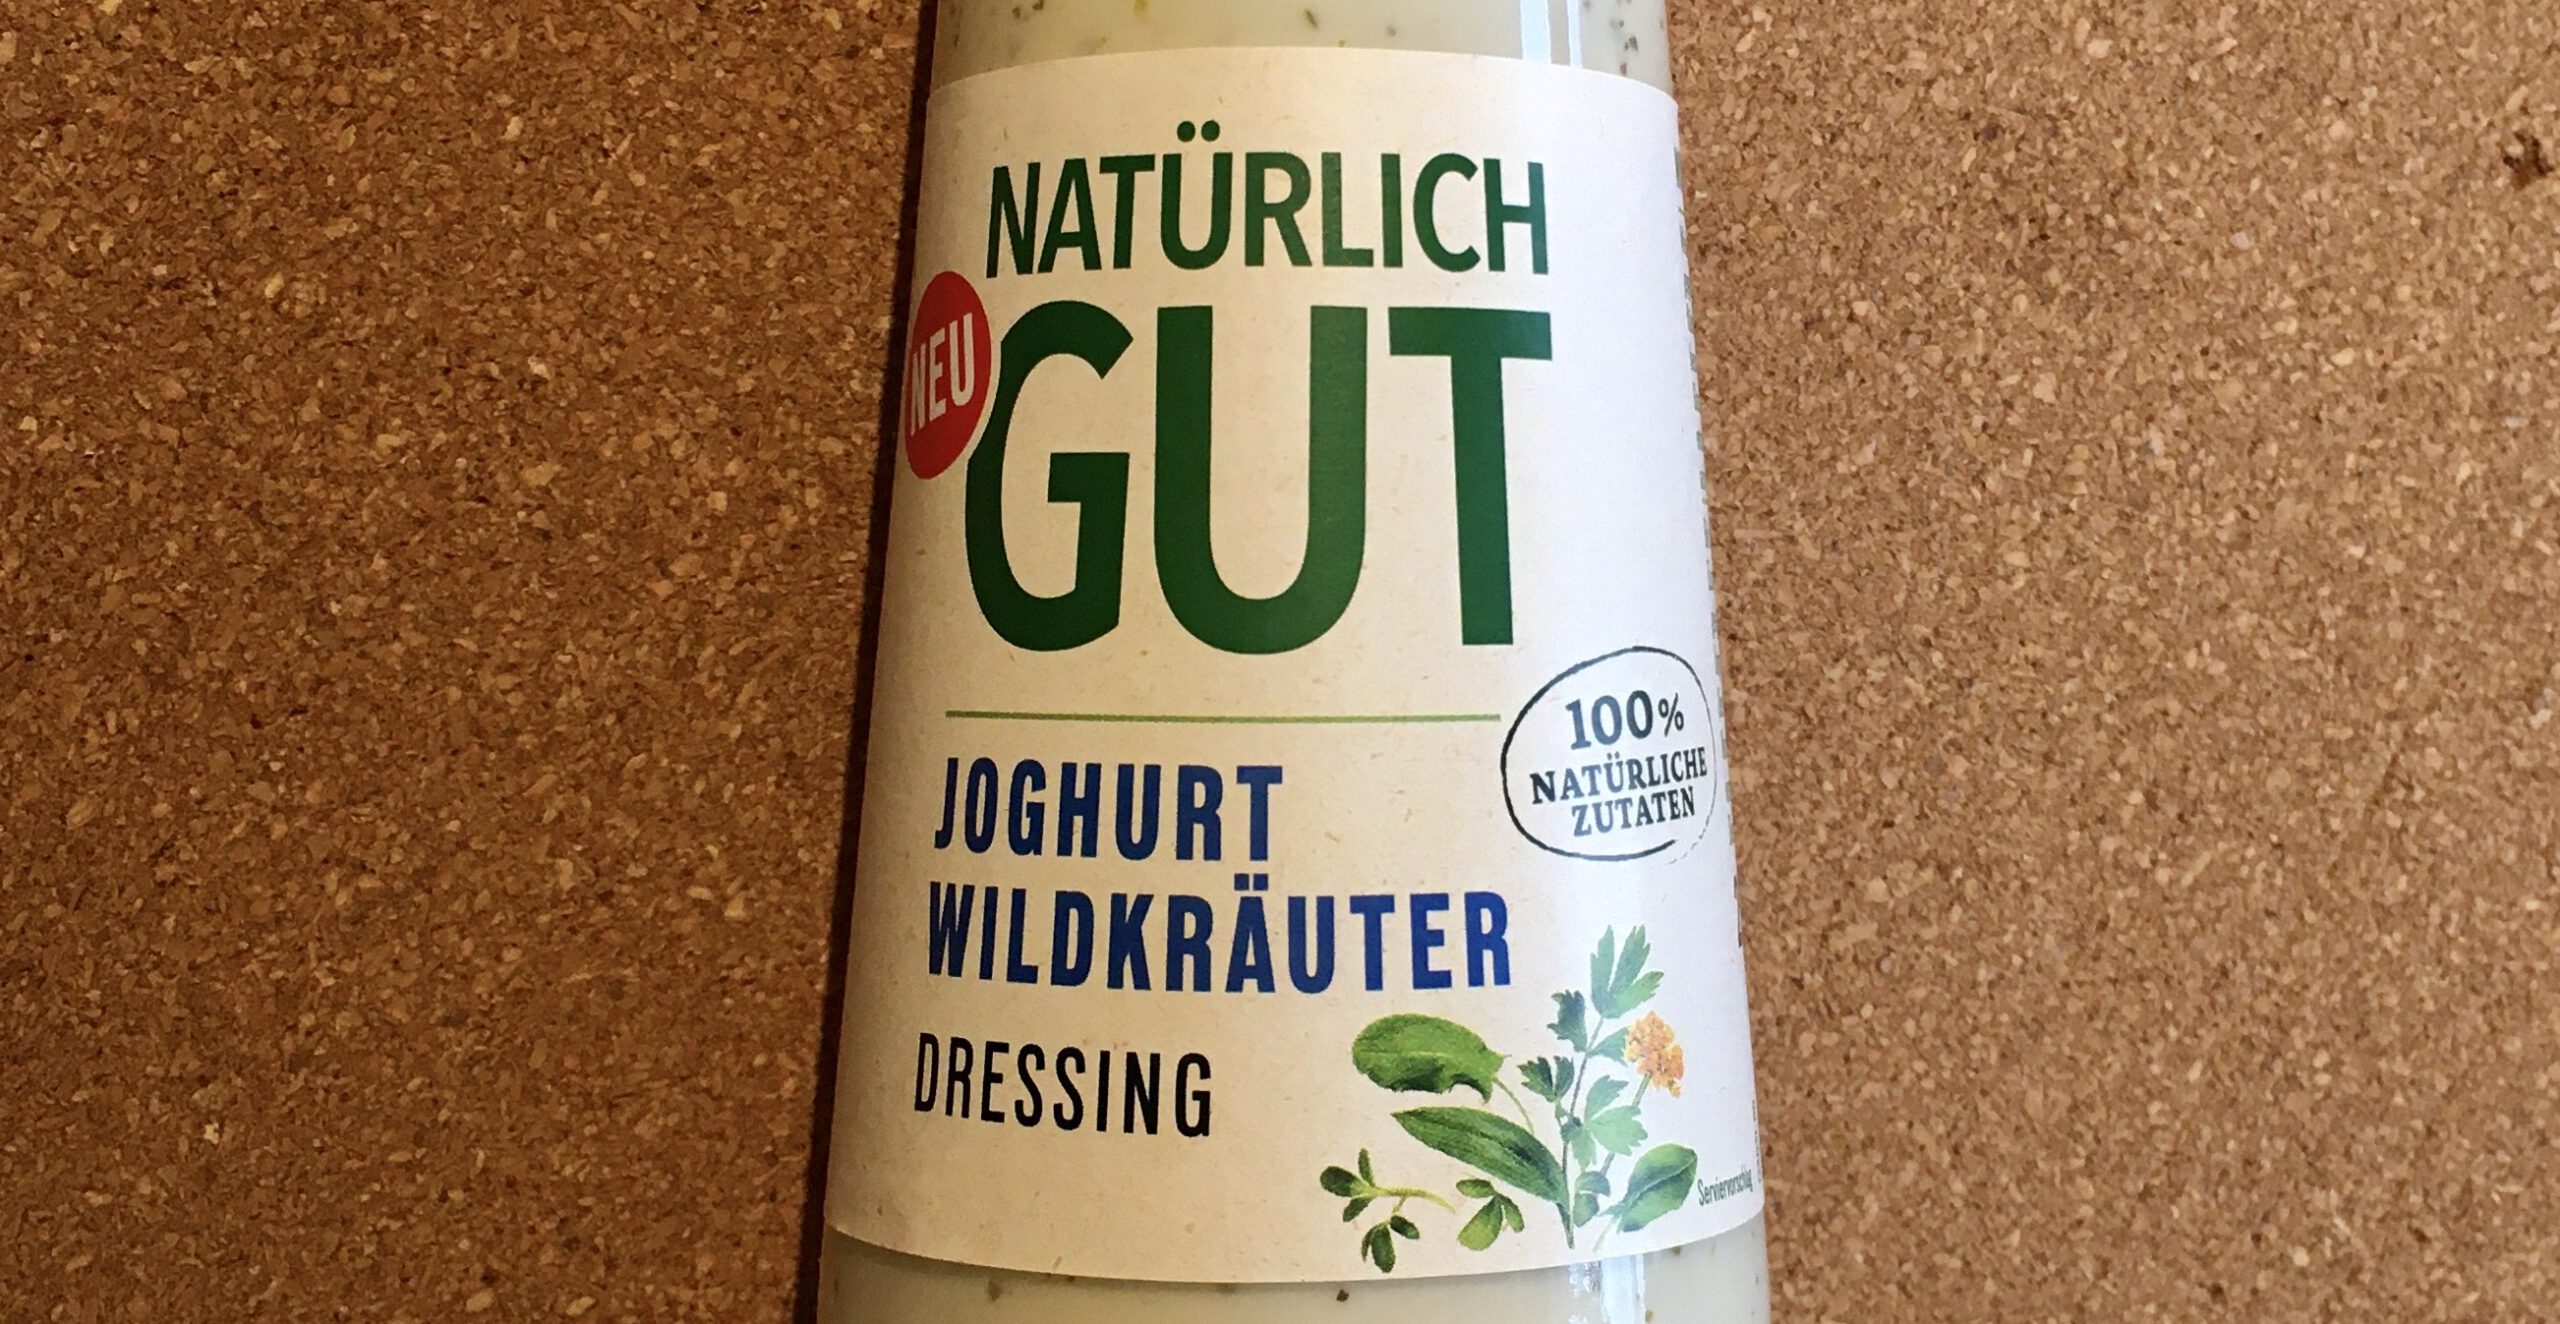 NATÜRLICH
NEU
GUT
100%
NATÜRLICHE
ZUTATEN
JOGHURT
WILDKRÄUTER
DRESSING
Serviervorschlag